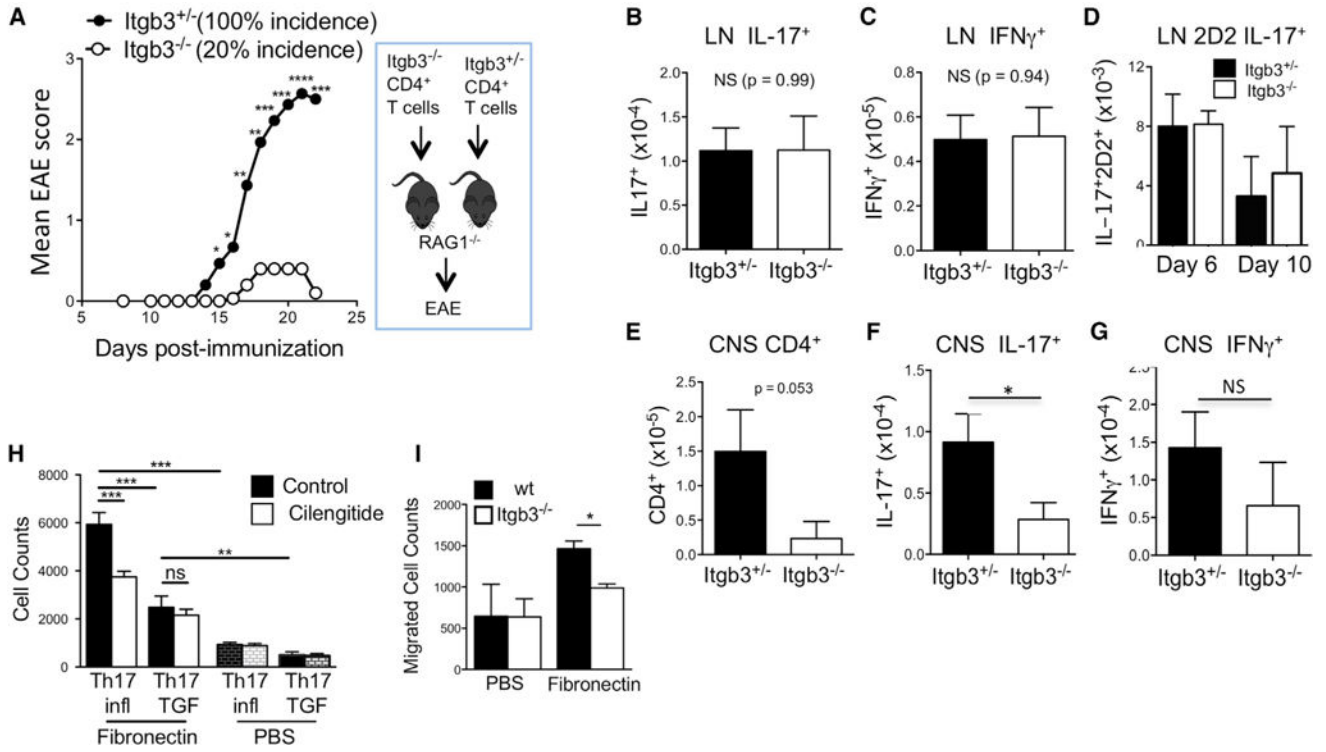 A
Itgb3+/- (100% incidence)
Itgb3-/- (20% incidence)
Mean EAE score
3
2
1
0
5 10 15 20 25
Days post-immunization
* * ** ** *** *** *** **** ***
Itgb3-/- Itgb3+/-
CD4+ CD4+
T cells T cells
RAG1-/-
EAE
B
LN IL-17+
NS (p = 0.99)
IL17+ (x10-4)
2.0
1.5
1.0
0.5
0.0
Itgb3+/- Itgb3-/-
C
LN IFNγ+
NS (p = 0.94)
IFNγ+ (x10-5)
0.8
0.6
0.4
0.2
0.0
Itgb3+/- Itgb3-/-
D
LN 2D2 IL-17+
Itgb3+/-
Itgb3-/-
IL-17+2D2+ (x10-3)
12
8
4
0
Day 6 Day 10
E
CNS CD4+
p = 0.053
CD4+ (x10-5)
2.5
2.0
1.5
1.0
0.5
0.0
Itgb3+/- Itgb3-/-
F
CNS IL-17+
*
IL-17+ (x10-4)
1.5
1.0
0.5
0.0
Itgb3+/- Itgb3-/-
G
CNS IFNγ+
NS
IFNγ+ (x10-4)
2.0
1.5
1.0
0.5
0.0
Itgb3+/- Itgb3-/-
H
***
***
***
**
ns
Control
Cilengitide
Cell Counts
8000
6000
4000
2000
0
Th17 Th17 Th17 Th17
infl TGF infl TGF
Fibronectin PBS
I
wt
Itgb3-/-
*
Migrated Cell Counts
2000
1500
1000
500
0
PBS Fibronectin